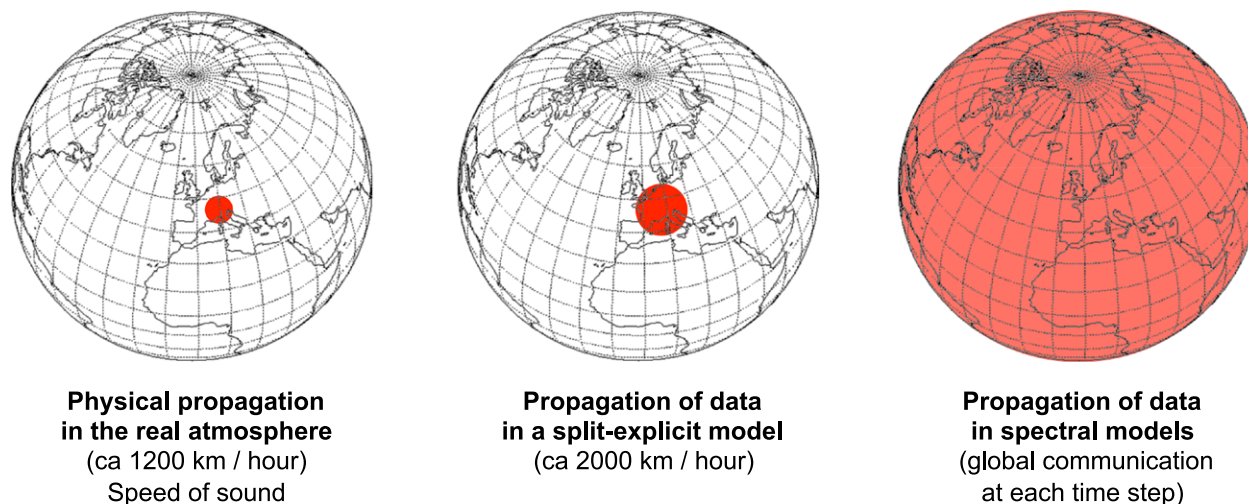 Physical propagation
in the real atmosphere
(ca 1200 km / hour)
Speed of sound
Propagation of data
in a split-explicit model
(ca 2000 km / hour)
Propagation of data
in spectral models
(global communication
at each time step)